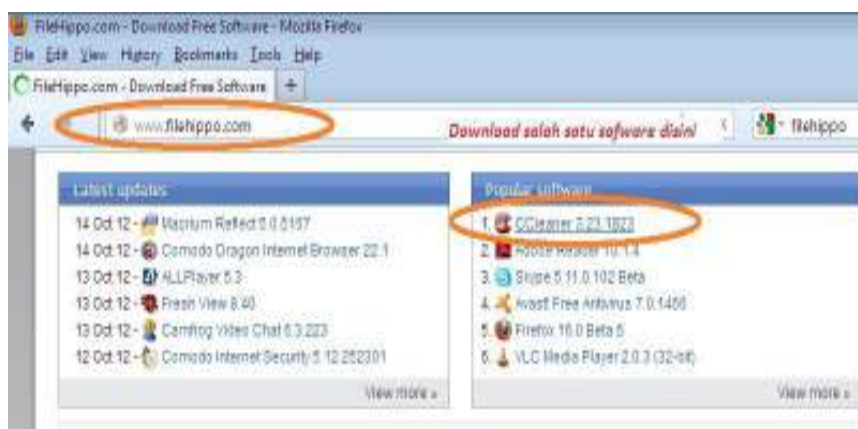 FileHippo.com - Download Free Software - Mozilla Firefox
File Edit View History Bookmarks Tools Help
FileHippo.com - Download Free Software +
www.filehippo.com
Download salah satu sofware disini
filehippo
Latest updates
14 Oct 12 - Macrium Reflect 5.0.5167
14 Oct 12 - Comodo Dragon Internet Browser 22.1
13 Oct 12 - ALLPlayer 5.3
13 Oct 12 - Fresh View 8.40
13 Oct 12 - Camfrog Video Chat 6.3.223
12 Oct 12 - Comodo Internet Security 5.12.252301
View more »
Popular software
1. CCleaner 3.23.1823
2. Adobe Reader 10.1.4
3. Skype 5.11.0.102 Beta
4. Avast Free Antivirus 7.0.1466
5. Firefox 16.0 Beta 6
6. VLC Media Player 2.0.3 (32-bit)
View more »